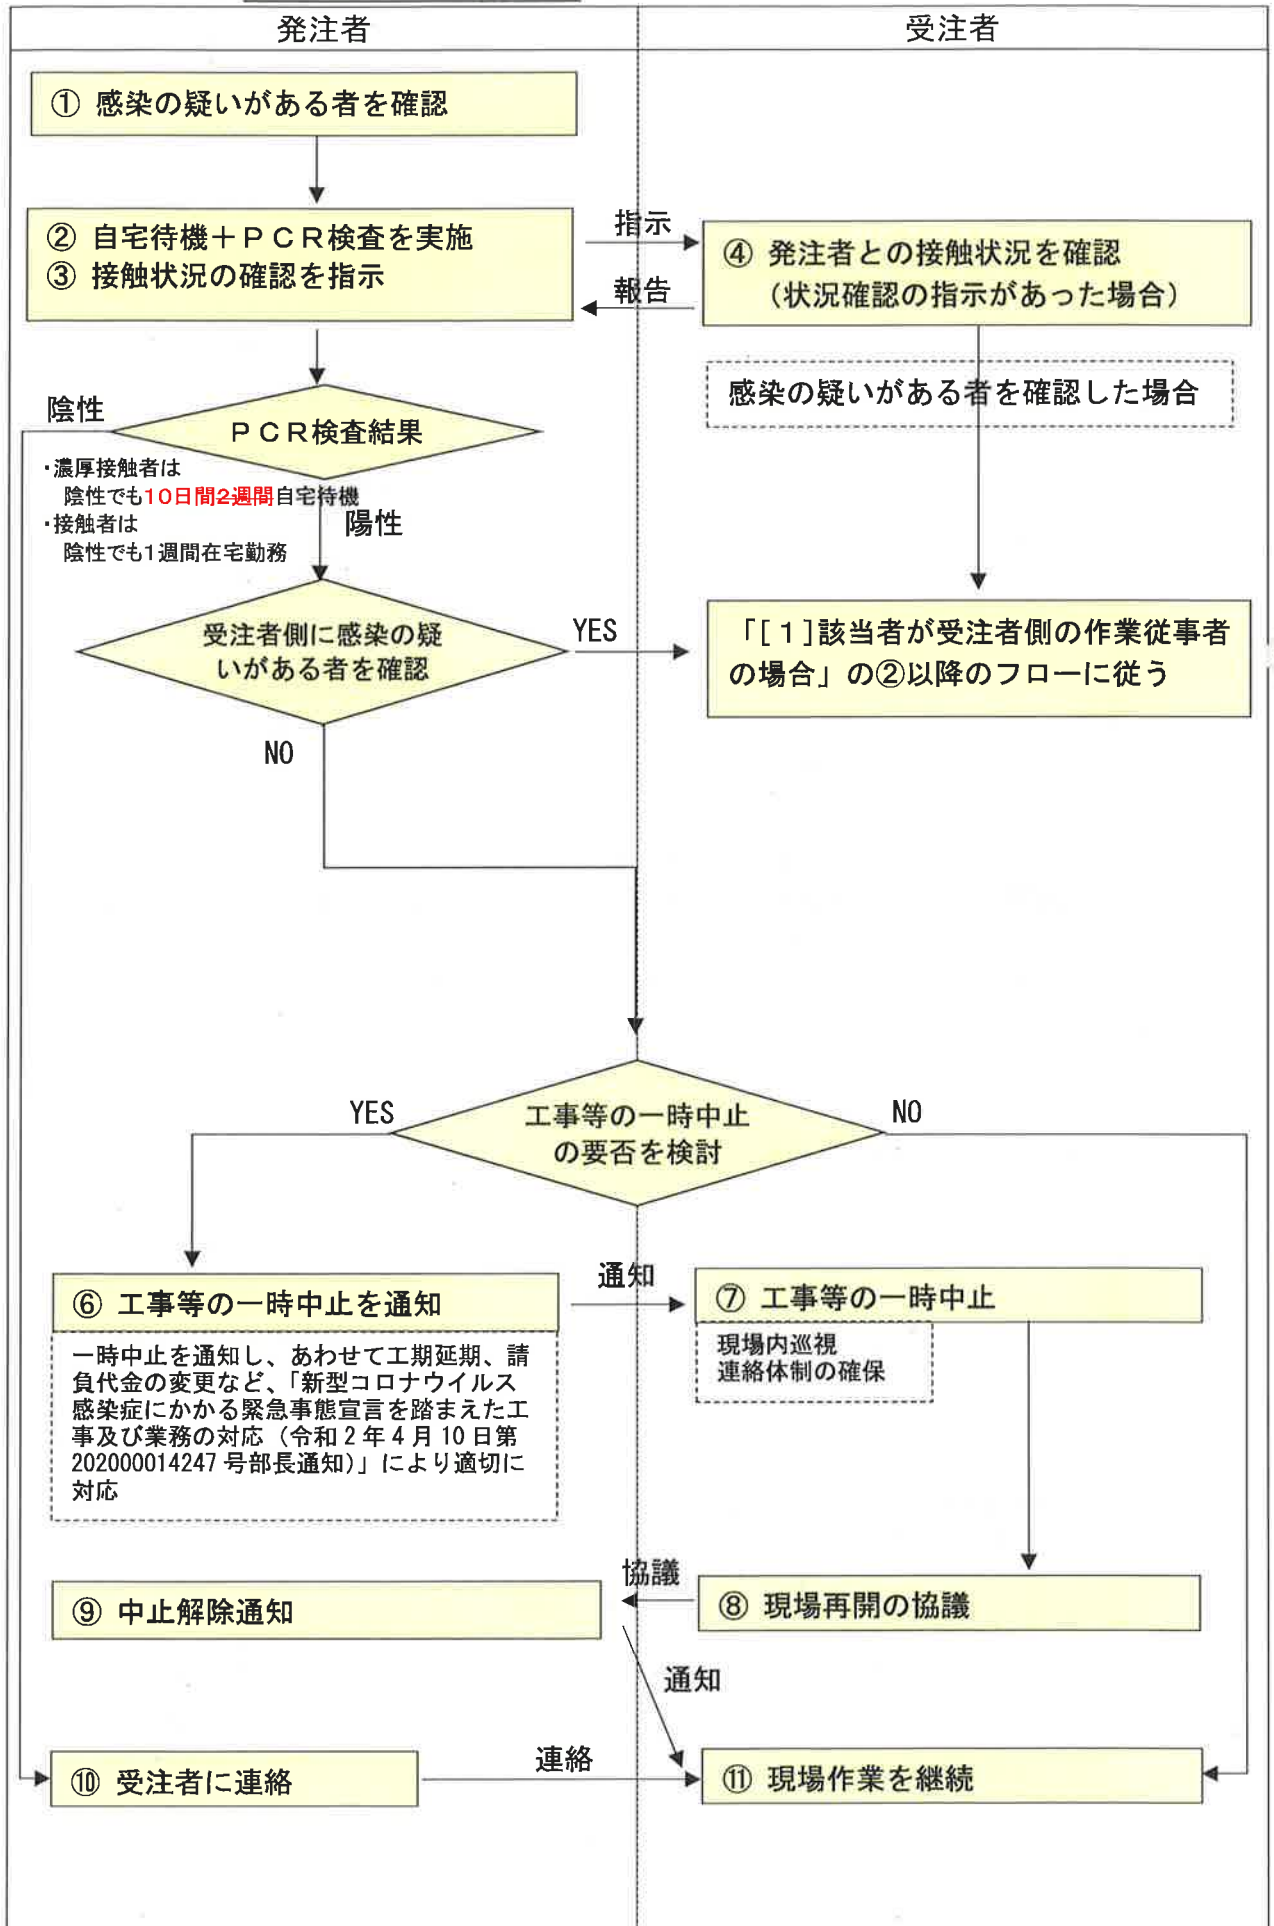 発注者
受注者
① 感染の疑いがある者を確認
② 自宅待機＋ＰＣＲ検査を実施
③ 接触状況の確認を指示
指示
報告
④ 発注者との接触状況を確認
（状況確認の指示があった場合）
感染の疑いがある者を確認した場合
陰性
ＰＣＲ検査結果
・濃厚接触者は
陰性でも10日間2週間自宅待機
・接触者は
陰性でも1週間在宅勤務
陽性
受注者側に感染の疑
いがある者を確認
YES
「[１]該当者が受注者側の作業従事者
の場合」の②以降のフローに従う
NO
YES
工事等の一時中止
の要否を検討
NO
⑥ 工事等の一時中止を通知
通知
⑦ 工事等の一時中止
一時中止を通知し、あわせて工期延期、請
負代金の変更など、「新型コロナウイルス
感染症にかかる緊急事態宣言を踏まえた工
事及び業務の対応（令和２年４月10日第
202000014247号部長通知）」により適切に
対応
現場内巡視
連絡体制の確保
協議
⑨ 中止解除通知
⑧ 現場再開の協議
通知
⑩ 受注者に連絡
連絡
⑪ 現場作業を継続